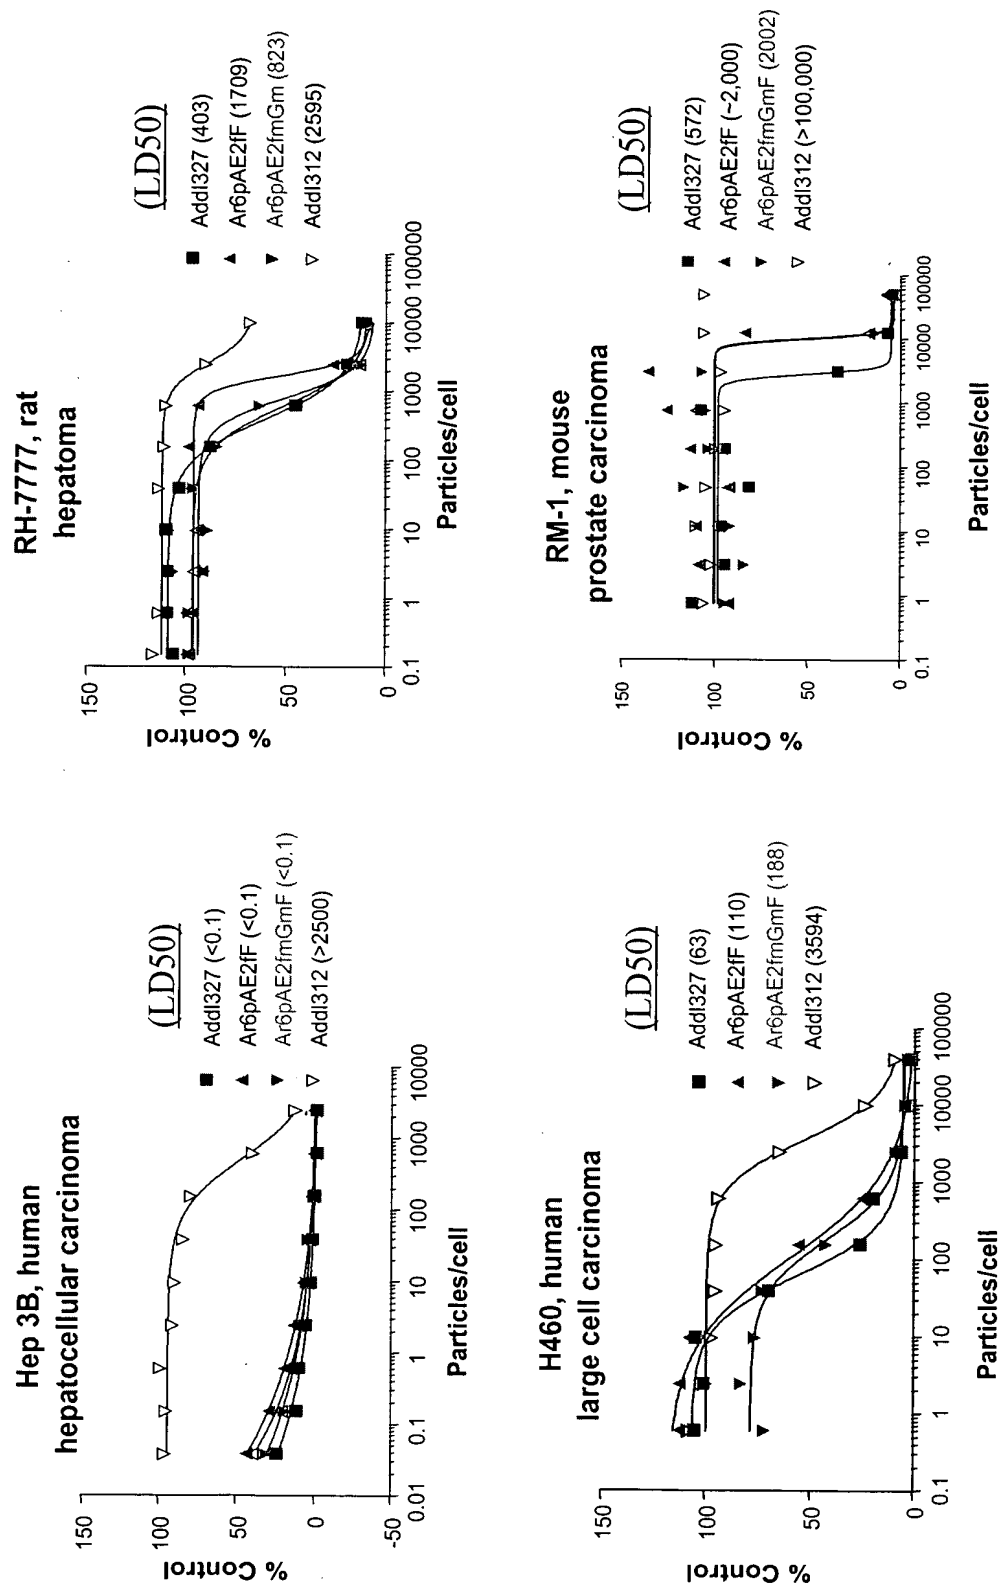 Hep 3B, human
hepatocellular carcinoma
% Control
150
100
50
0
-50
0.01
0.1
1
10
100
1000
10000
Particles/cell
(LD50)
Addl327 (<0.1)
Ar6pAE2fF (<0.1)
Ar6pAE2fmGmF (<0.1)
Addl312 (>2500)
RH-7777, rat
hepatoma
% Control
150
100
50
0
0.1
1
10
100
1000
10000
100000
Particles/cell
(LD50)
Addl327 (403)
Ar6pAE2fF (1709)
Ar6pAE2fmGm (823)
Addl312 (2595)
H460, human
large cell carcinoma
% Control
150
100
50
0
0.1
1
10
100
1000
10000
100000
Particles/cell
(LD50)
Addl327 (63)
Ar6pAE2fF (110)
Ar6pAE2fmGmF (188)
Addl312 (3594)
RM-1, mouse
prostate carcinoma
% Control
150
100
50
0
0.1
1
10
100
1000
10000
100000
Particles/cell
(LD50)
Addl327 (572)
Ar6pAE2fF (~2,000)
Ar6pAE2fmGmF (2002)
Addl312 (>100,000)